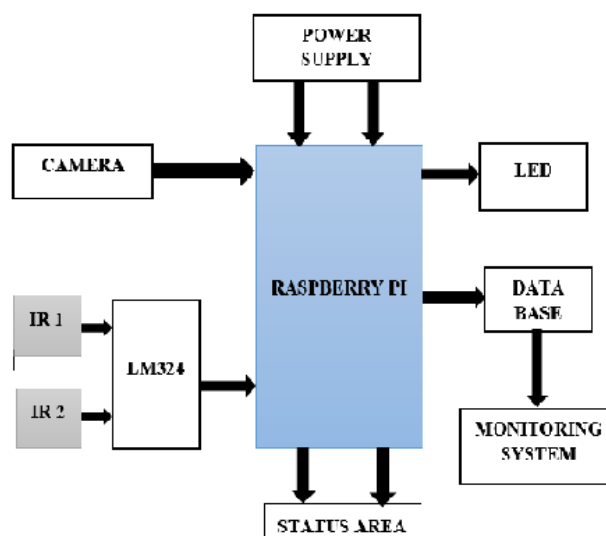 POWER
SUPPLY
CAMERA
LED
RASPBERRY PI
IR 1
LM324
IR 2
DATA
BASE
MONITORING
SYSTEM
STATUS AREA